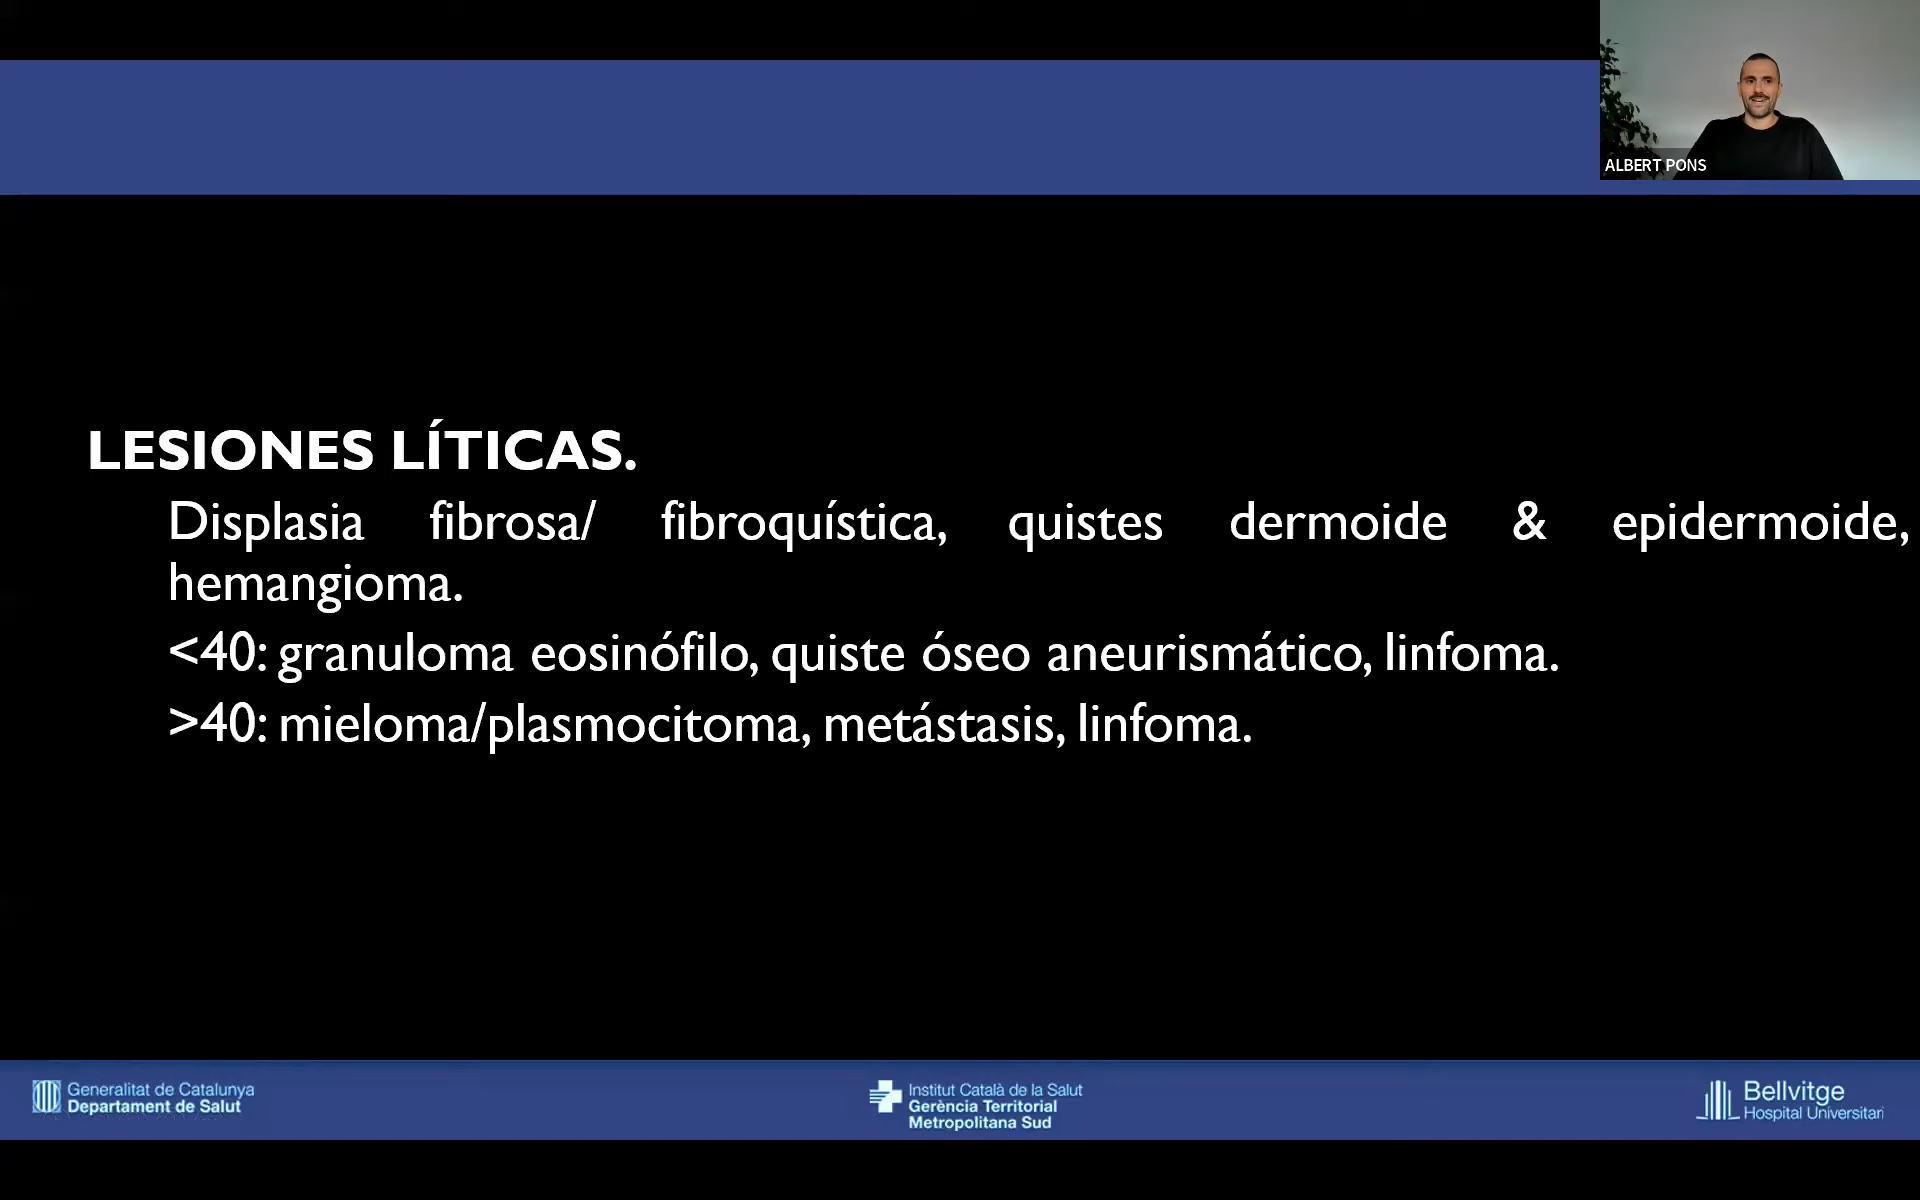 ALBERT PONS
LESIONES LÍTICAS.
Displasia fibrosa/ fibroquística, quistes dermoide & epidermoide,
hemangioma.
<40: granuloma eosinófilo, quiste óseo aneurismático, linfoma.
>40: mieloma/plasmocitoma, metástasis, linfoma.
Generalitat de Catalunya
Departament de Salut
Institut Català de la Salut
Gerència Territorial
Metropolitana Sud
Bellvitge
Hospital Universitari